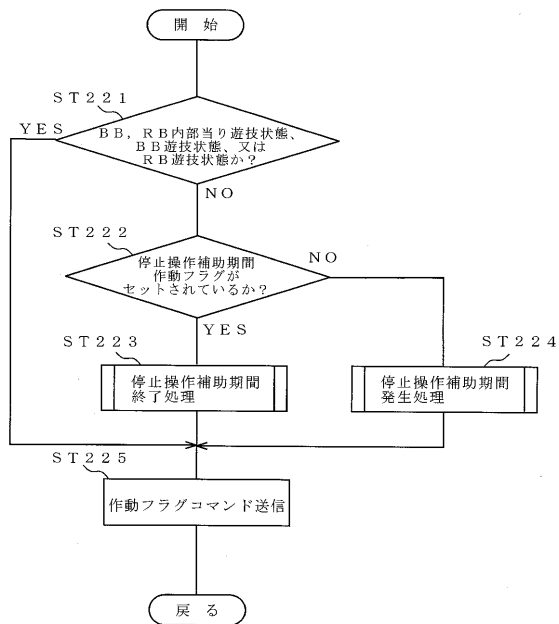 開 始
ST221
YES
BB，RB内部当り遊技状態、
BB遊技状態、又は
RB遊技状態か？
NO
ST222
停止操作補助期間
作動フラグが
セットされているか？
NO
YES
ST223
停止操作補助期間
終了処理
ST224
停止操作補助期間
発生処理
ST225
作動フラグコマンド送信
戻 る